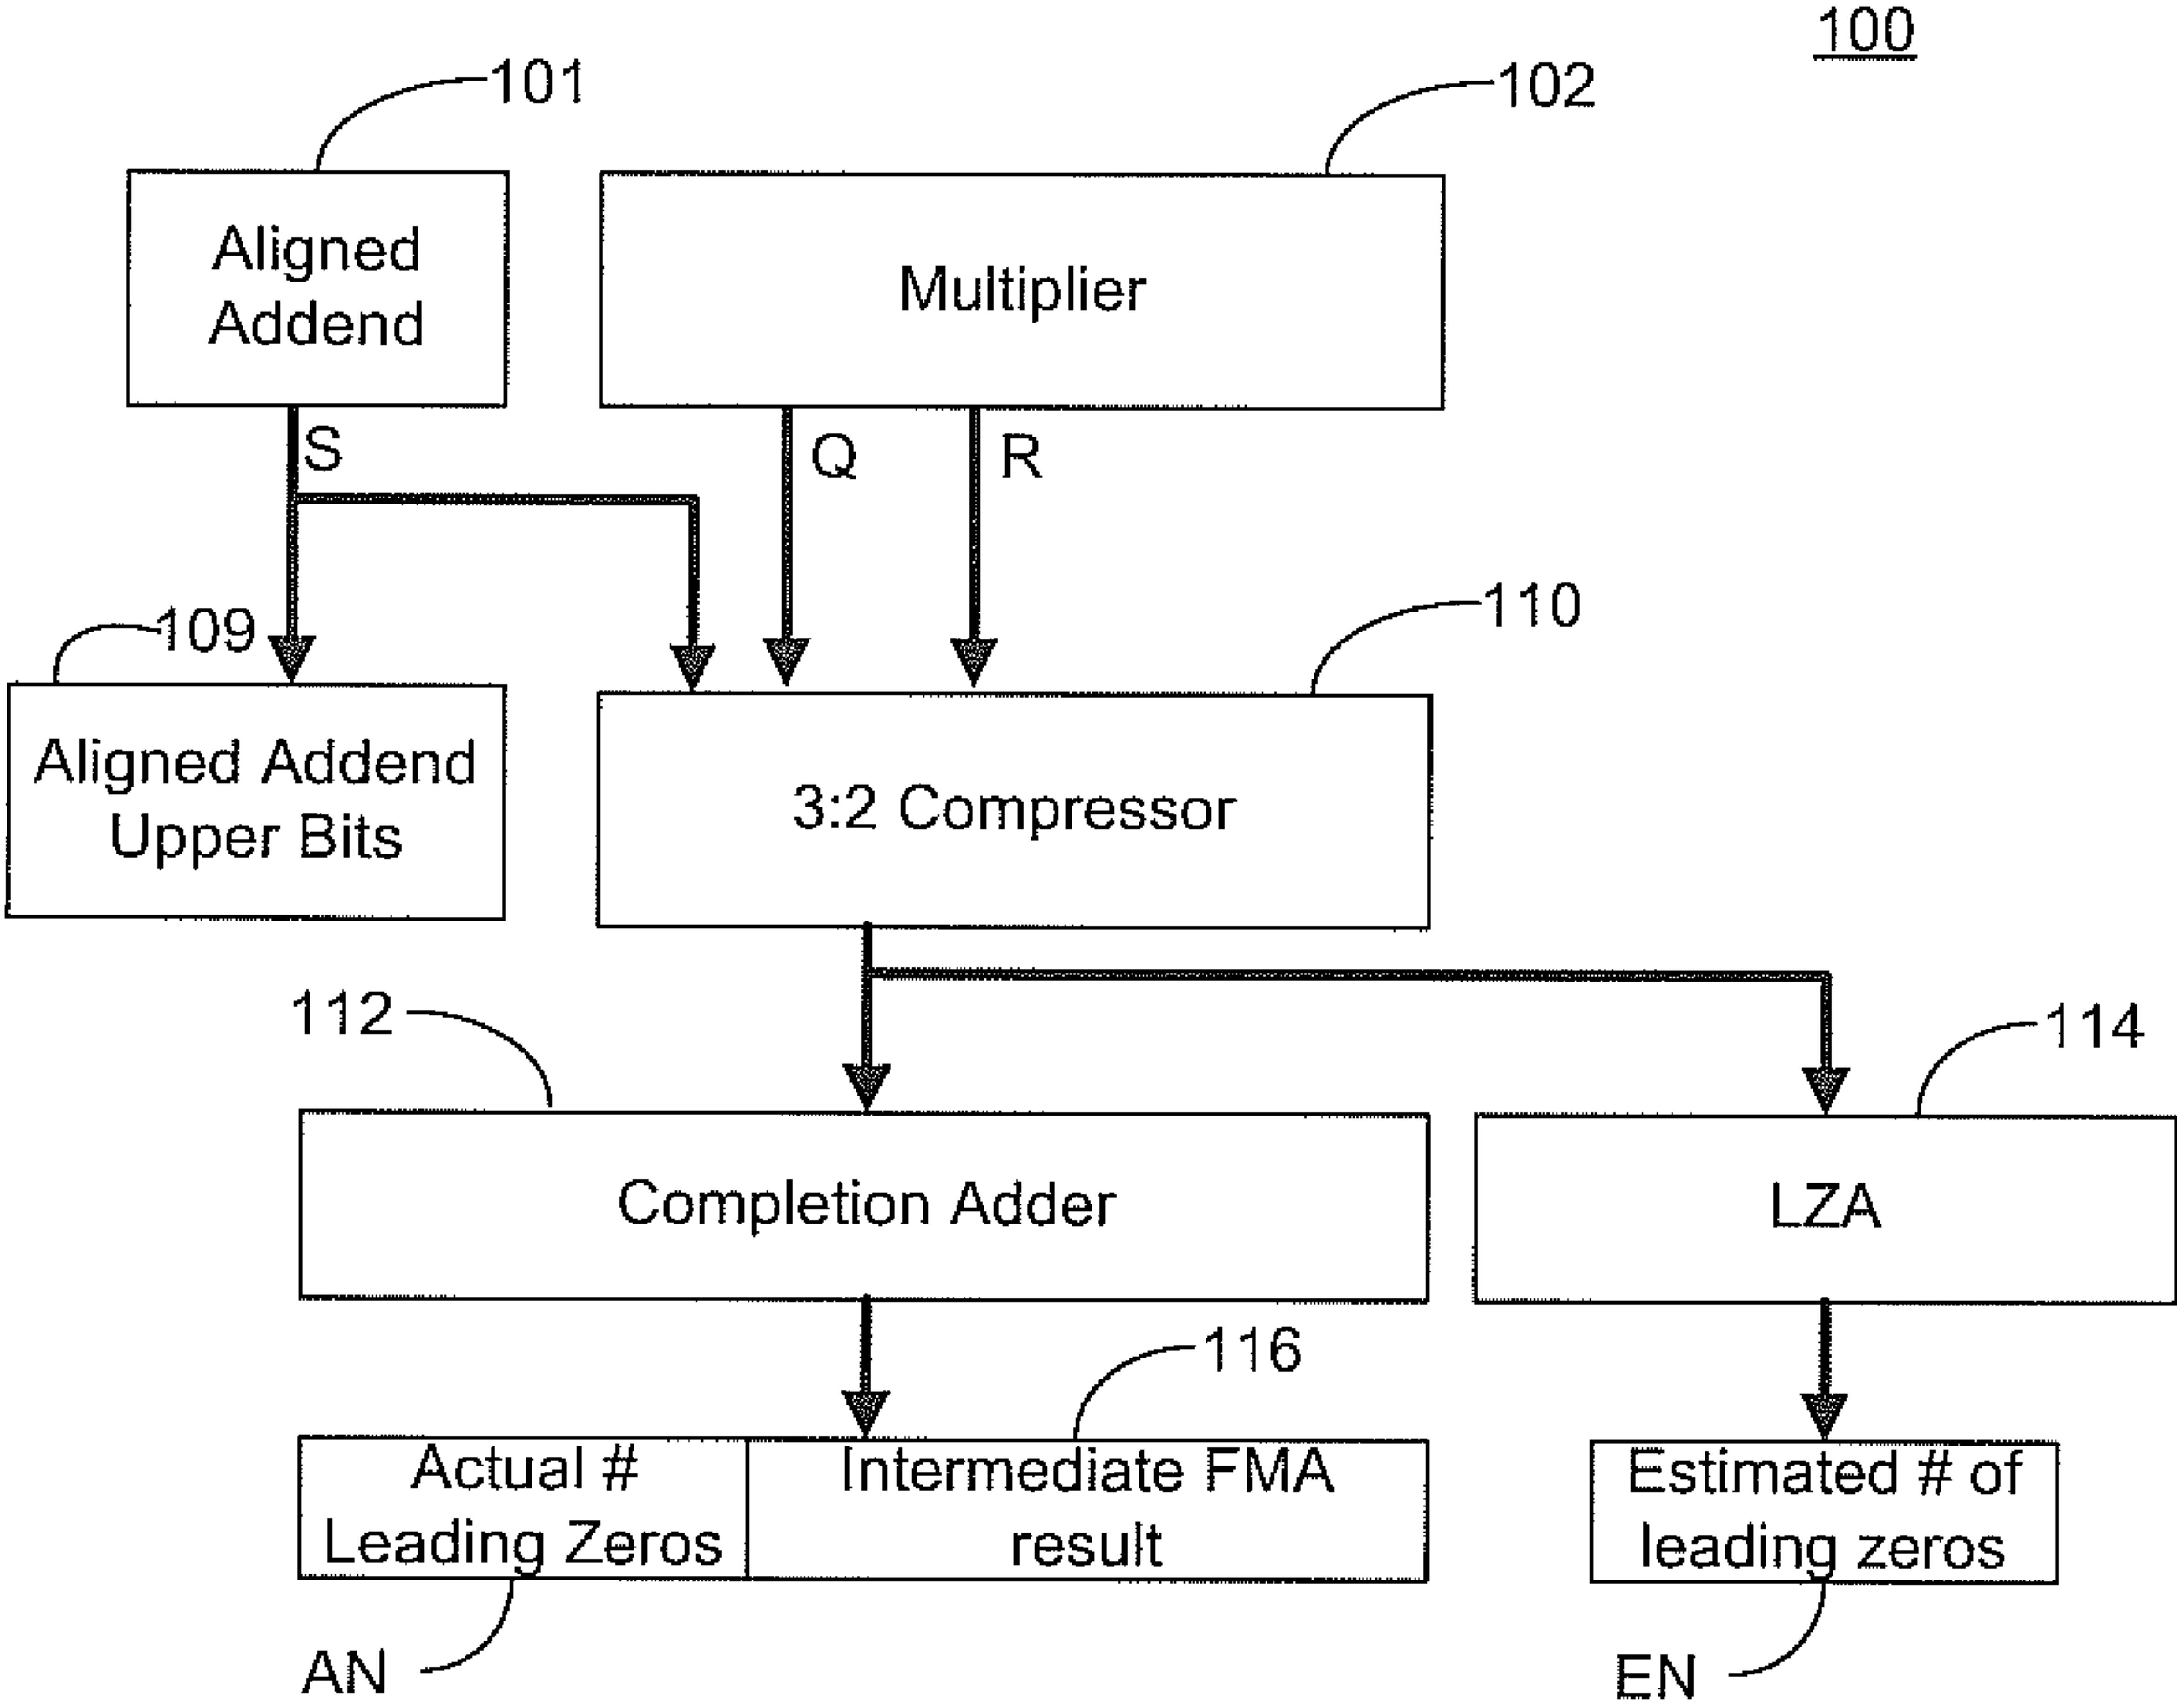 100
101
102
Aligned
Addend
Multiplier
S
Q
R
109
110
Aligned Addend
Upper Bits
3:2 Compressor
112
114
Completion Adder
LZA
116
Actual #
Leading Zeros
Intermediate FMA
result
Estimated # of
leading zeros
AN
EN